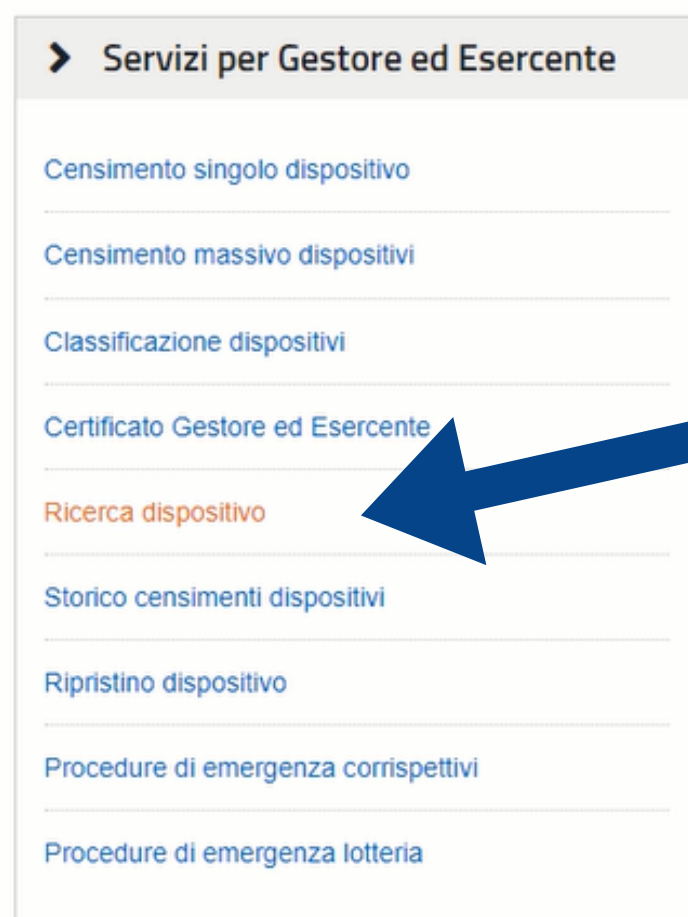 Servizi per Gestore ed Esercente
Censimento singolo dispositivo
Censimento massivo dispositivi
Classificazione dispositivi
Certificato Gestore ed Esercente
Ricerca dispositivo
Storico censimenti dispositivi
Ripristino dispositivo
Procedure di emergenza corrispettivi
Procedure di emergenza lotteria